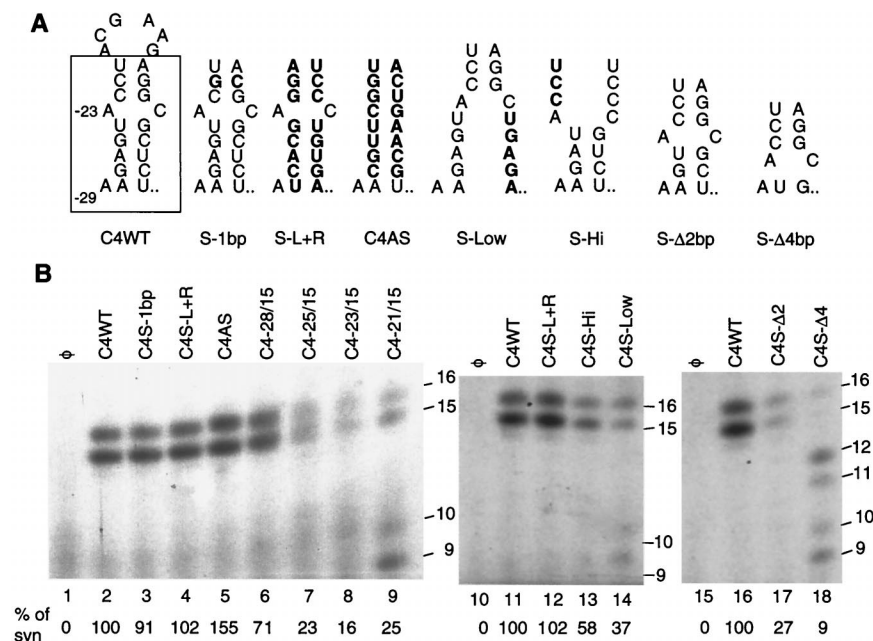 A
G A
C A
A G
U A
C G
C G
-23 A C
U G
G C
A U
G C
-29 A A U..
C4WT
U A
G C
C G
A C
U G
G C
A U
G C
A A U..
S-1bp
A U
G C
G C
A C
G U
C G
A U
C G
U A..
S-L+R
U A
G C
G U
C G
U A
U A
G C
C G
A A U..
C4AS
U A
C G
C G
A C
U U
G G
A A
G G
A A..
S-Low
U U
C C
C C
A C
U G
A U
G C
A A U..
S-Hi
U A
C G
C G
A C
U G
G C
A A U..
S-Δ2bp
U A
C G
C G
A C
A U G..
S-Δ4bp
B
ϕ C4WT C4S-1bp C4S-L+R C4AS C4-28/15 C4-25/15 C4-23/15 C4-21/15
16
15
10
9
1 2 3 4 5 6 7 8 9
% of syn 0 100 91 102 155 71 23 16 25
ϕ C4WT C4S-L+R C4S-Hi C4S-Low
16
15
10
9
10 11 12 13 14
0 100 102 58 37
ϕ C4WT C4S-Δ2 C4S-Δ4
16
15
12
11
10
9
15 16 17 18
0 100 27 9